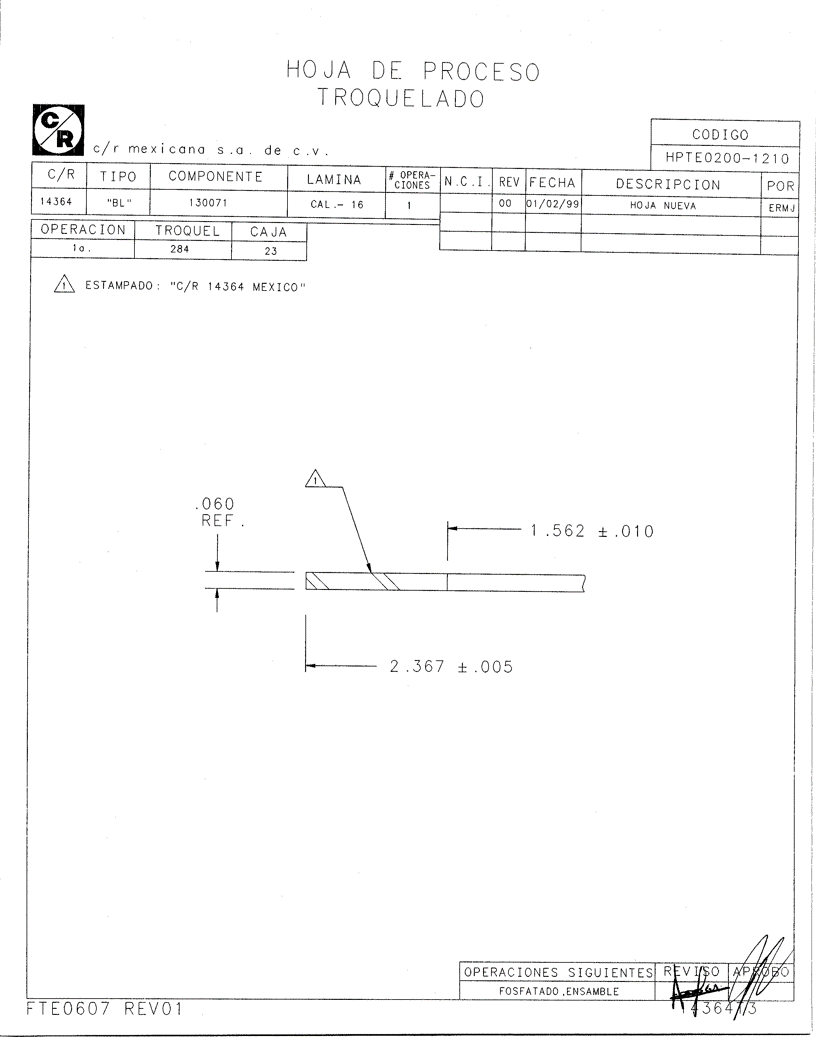 HOJA DE PROCESO
TROQUELADO
C/R
c/r mexicana s.a. de c.v.
CODIGO
HPTE0200-1210
C/R TIPO COMPONENTE LAMINA # OPERA-CIONES N.C.I. REV FECHA DESCRIPCION POR
14364 "BL" 130071 CAL.- 16 1 00 01/02/99 HOJA NUEVA ERMJ
OPERACION TROQUEL CAJA
1a. 284 23
1 ESTAMPADO: "C/R 14364 MEXICO"
1
.060
REF.
1.562 ±.010
2.367 ±.005
OPERACIONES SIGUIENTES REVISO APROBO
FOSFATADO,ENSAMBLE
FTE0607 REV01